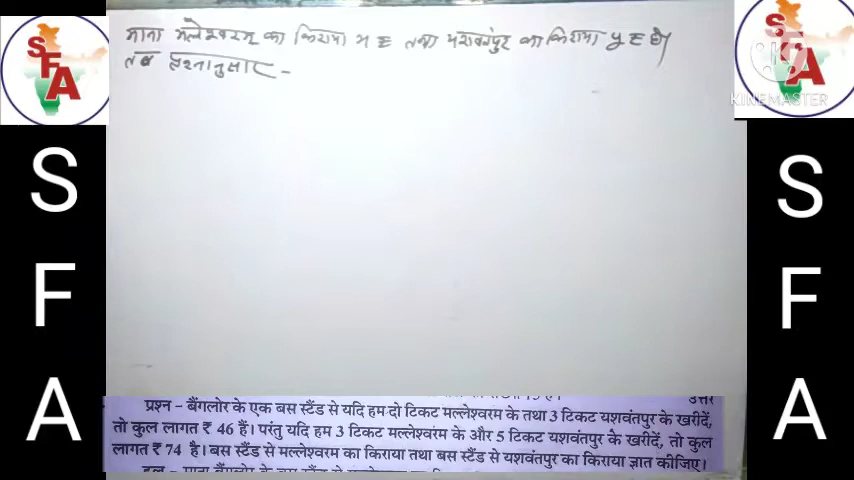 माना मलेश्वरम् का किराया x ₹ तथा यशवंतपुर का किराया y ₹ है
तब प्रश्नानुसार -
SFA
SFA
KINEMASTER
S
F
A
S
F
A
उत्तर
प्रश्न – बैंगलोर के एक बस स्टैंड से यदि हम दो टिकट मल्लेश्वरम के तथा 3 टिकट यशवंतपुर के खरीदें,
तो कुल लागत ₹ 46 हैं। परंतु यदि हम 3 टिकट मल्लेश्वरंम के और 5 टिकट यशवंतपुर के खरीदें, तो कुल
लागत ₹ 74 है। बस स्टैंड से मल्लेश्वरम का किराया तथा बस स्टैंड से यशवंतपुर का किराया ज्ञात कीजिए।